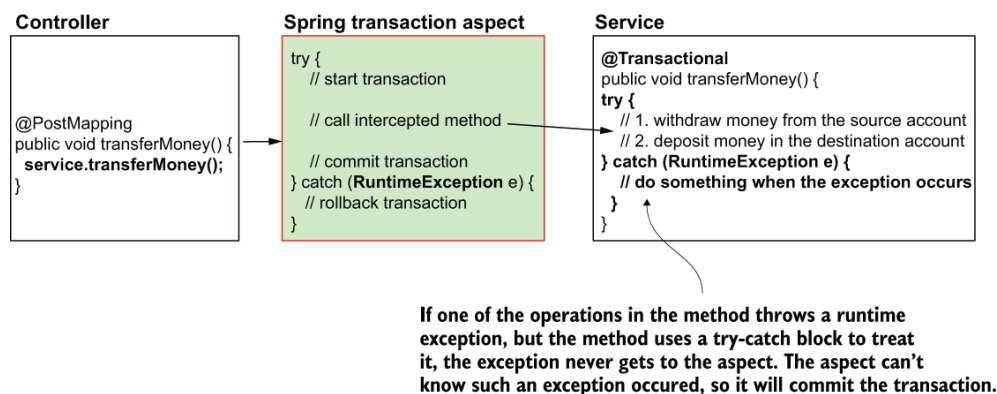 Controller
@PostMapping
public void transferMoney() {
service.transferMoney();
}
Spring transaction aspect
try {
// start transaction
// call intercepted method
// commit transaction
} catch (RuntimeException e) {
// rollback transaction
}
Service
@Transactional
public void transferMoney() {
try {
// 1. withdraw money from the source account
// 2. deposit money in the destination account
} catch (RuntimeException e) {
// do something when the exception occurs
}
}
If one of the operations in the method throws a runtime
exception, but the method uses a try-catch block to treat
it, the exception never gets to the aspect. The aspect can't
know such an exception occured, so it will commit the transaction.